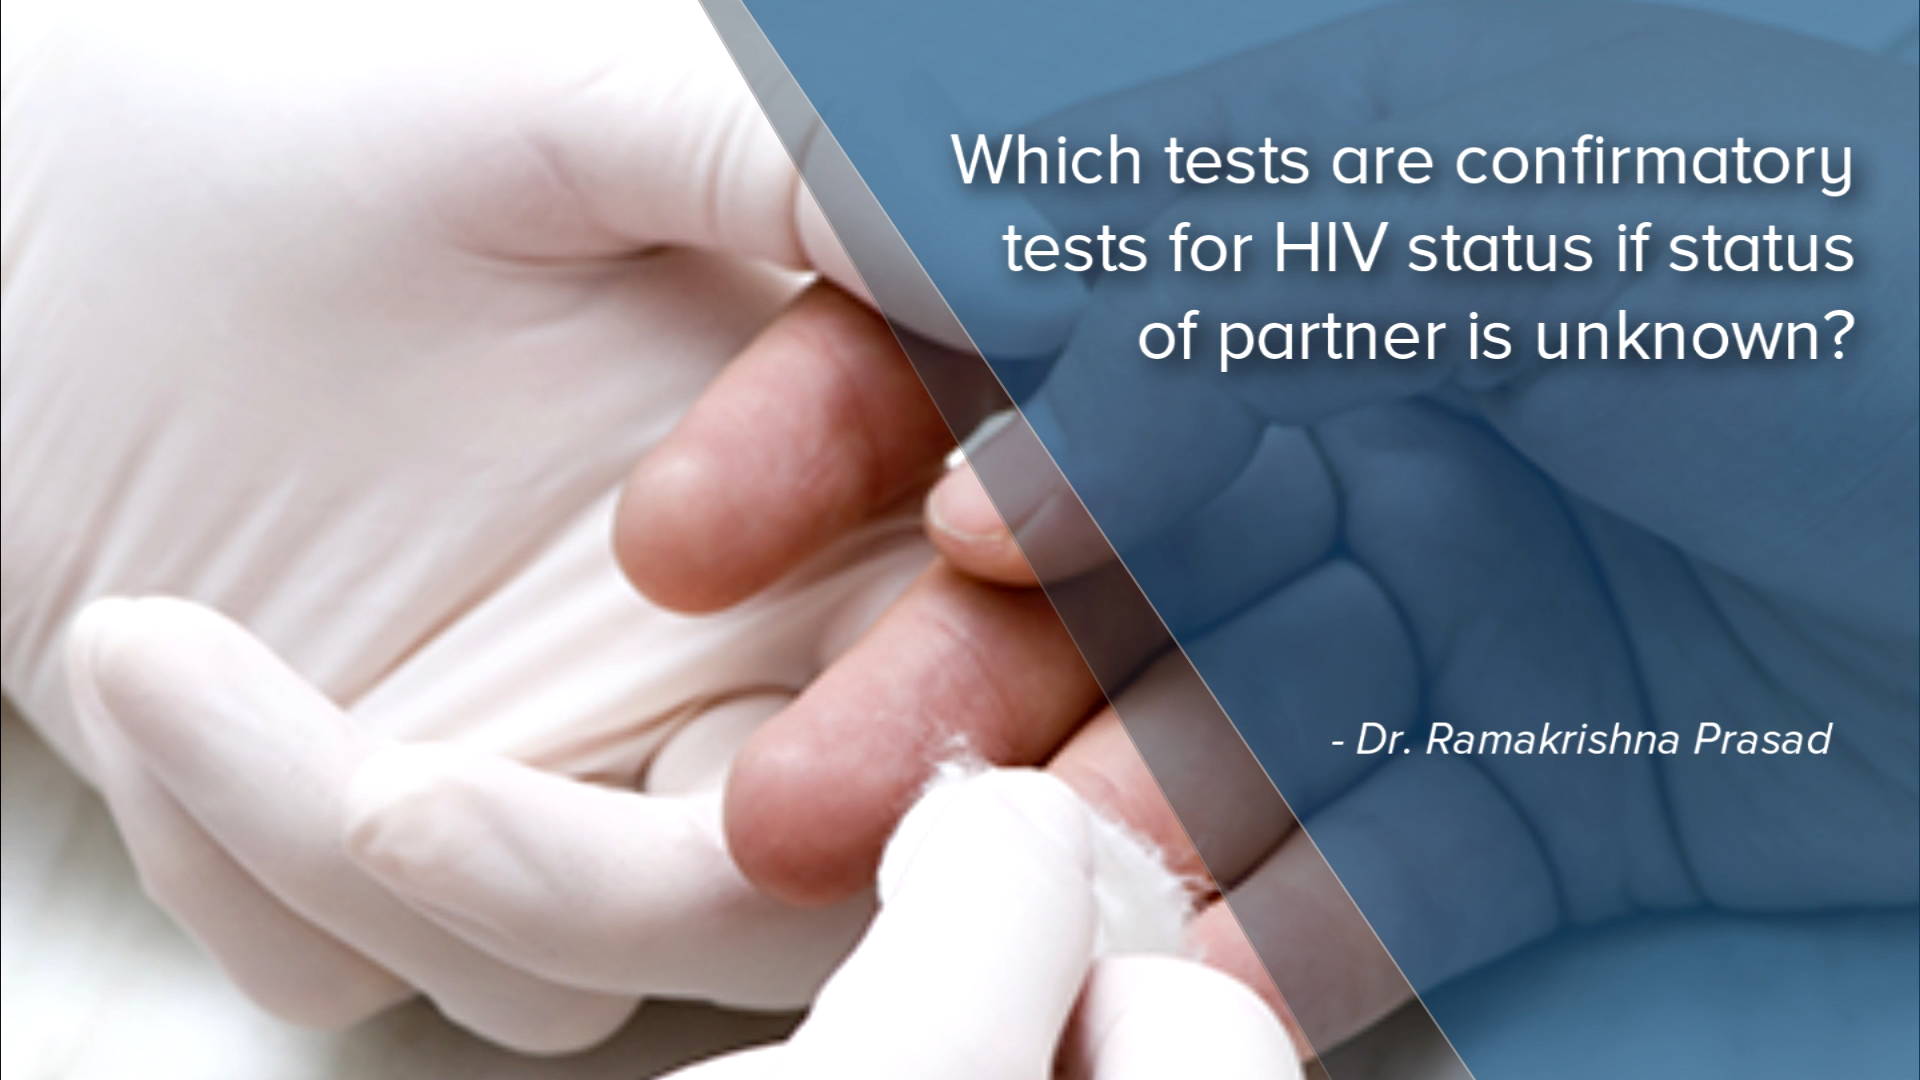 Which tests are confirmatory
tests for HIV status if status
of partner is unknown?
- Dr. Ramakrishna Prasad